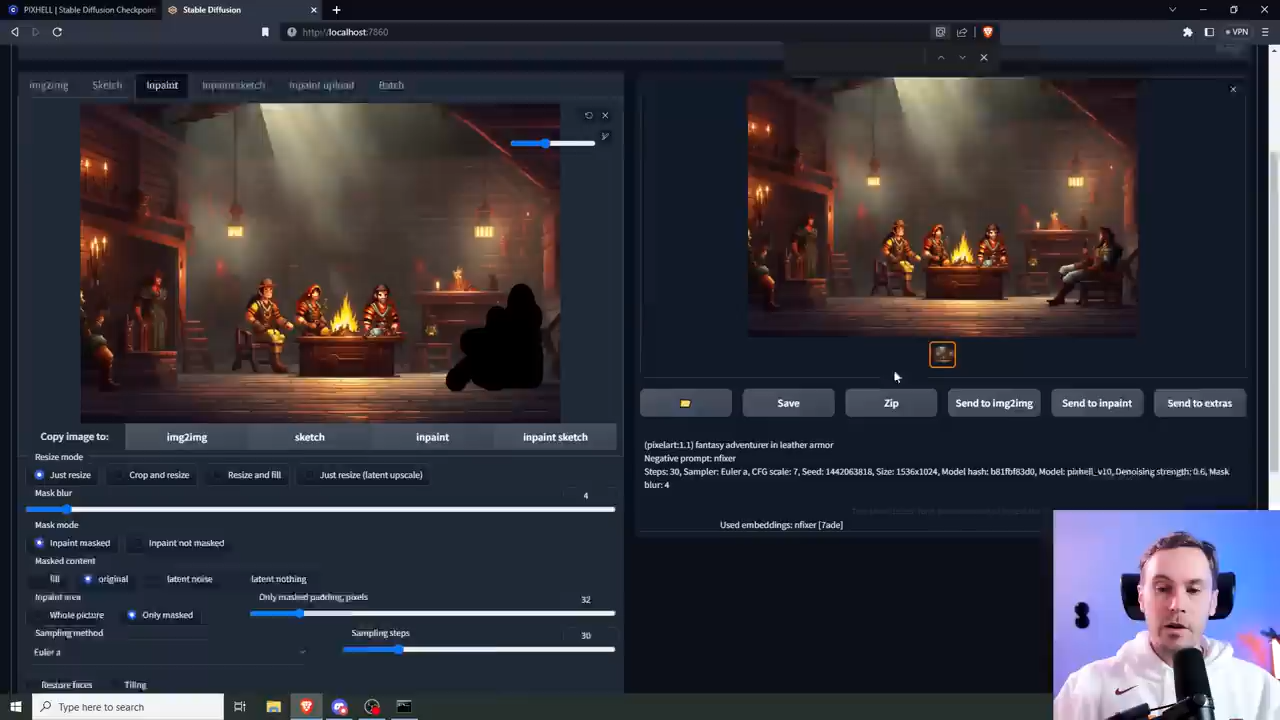 PIXHELL | Stable Diffusion Checkpoint
Stable Diffusion
http://localhost:7860
VPN
img2img
Sketch
Inpaint
Inpaint sketch
Inpaint upload
Batch
Copy image to:
img2img
sketch
inpaint
inpaint sketch
Resize mode
Just resize
Crop and resize
Resize and fill
Just resize (latent upscale)
Mask blur
4
Mask mode
Inpaint masked
Inpaint not masked
Masked content
fill
original
latent noise
latent nothing
Inpaint area
Whole picture
Only masked
Only masked padding, pixels
32
Sampling method
Euler a
Sampling steps
30
Restore faces
Tiling
Save
Zip
Send to img2img
Send to inpaint
Send to extras
(pixelart:1.1) fantasy adventurer in leather armor
Negative prompt: nfixer
Steps: 30, Sampler: Euler a, CFG scale: 7, Seed: 1442063818, Size: 1536x1024, Model hash: b81fbf83d0, Model: pixhell_v10, Denoising strength: 0.6, Mask
blur: 4
Used embeddings: nfixer [7ade]
Type here to search